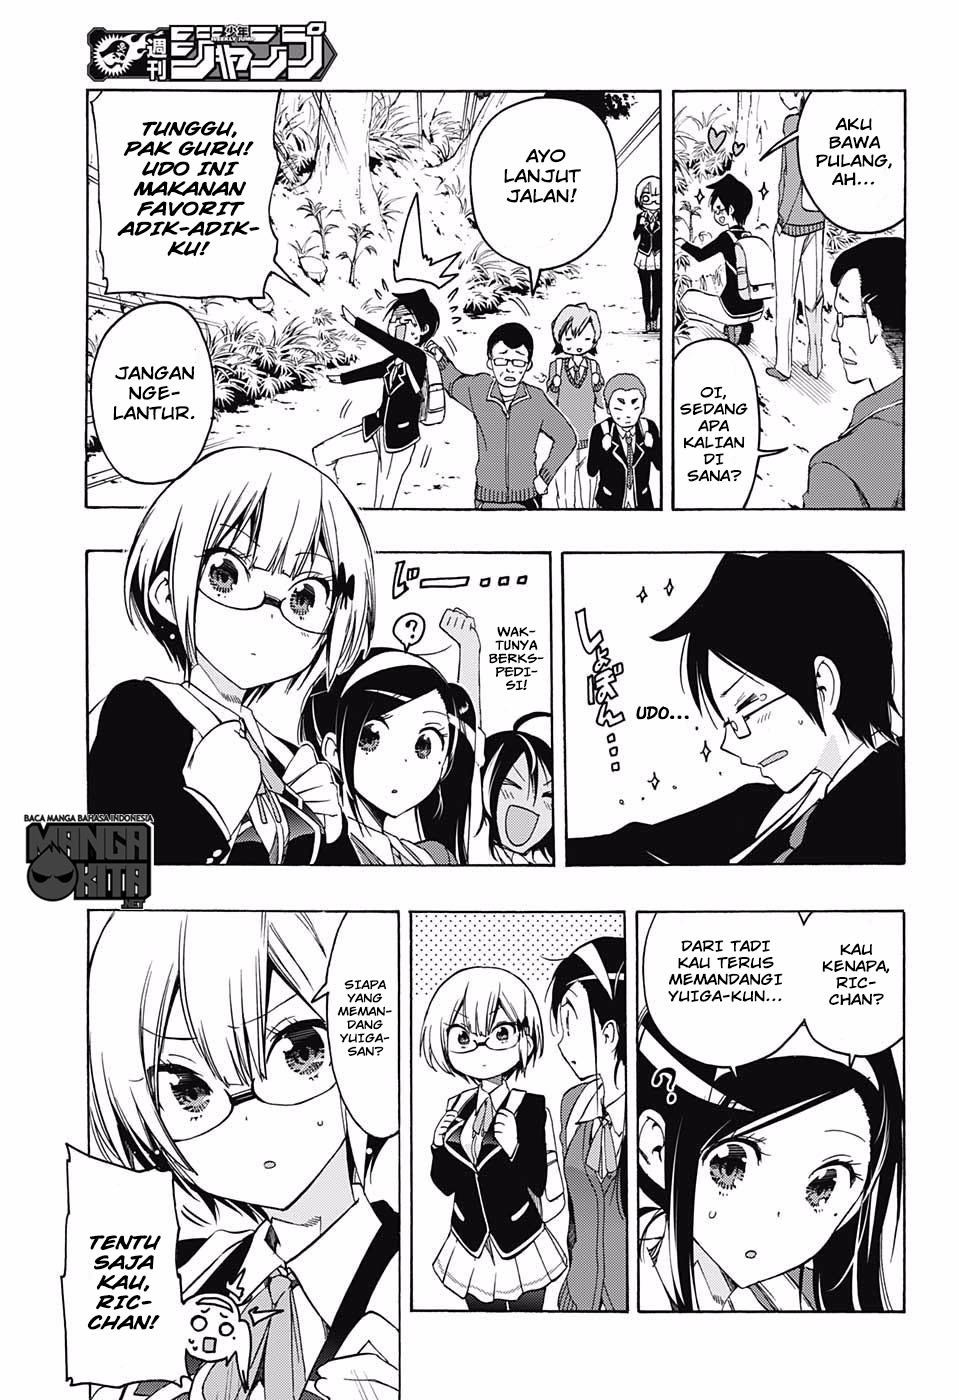 週刊
少年
ジャンプ
AKU
BAWA
PULANG,
AH...
OI,
SEDANG
APA
KALIAN
DI
SANA?
AYO
LANJUT
JALAN!
TUNGGU,
PAK GURU!
UDO INI
MAKANAN
FAVORIT
ADIK-ADIK-
KU!
JANGAN
NGE-
LANTUR.
しょぼーん・・・
UDO...
じー・・・・
WAK-
TUNYA
BERKS-
PEDI-
SI!
?
BACA MANGA BAHASA INDONESIA
MANGA
KITA
.NET
KAU
KENAPA,
RIC-
CHAN?
DARI TADI
KAU TERUS
MEMANDANGI
YUIGA-KUN...
?
SIAPA
YANG
MEMAN-
DANG
YUIGA-
SAN?
TENTU
SAJA
KAU,
RIC-
CHAN!